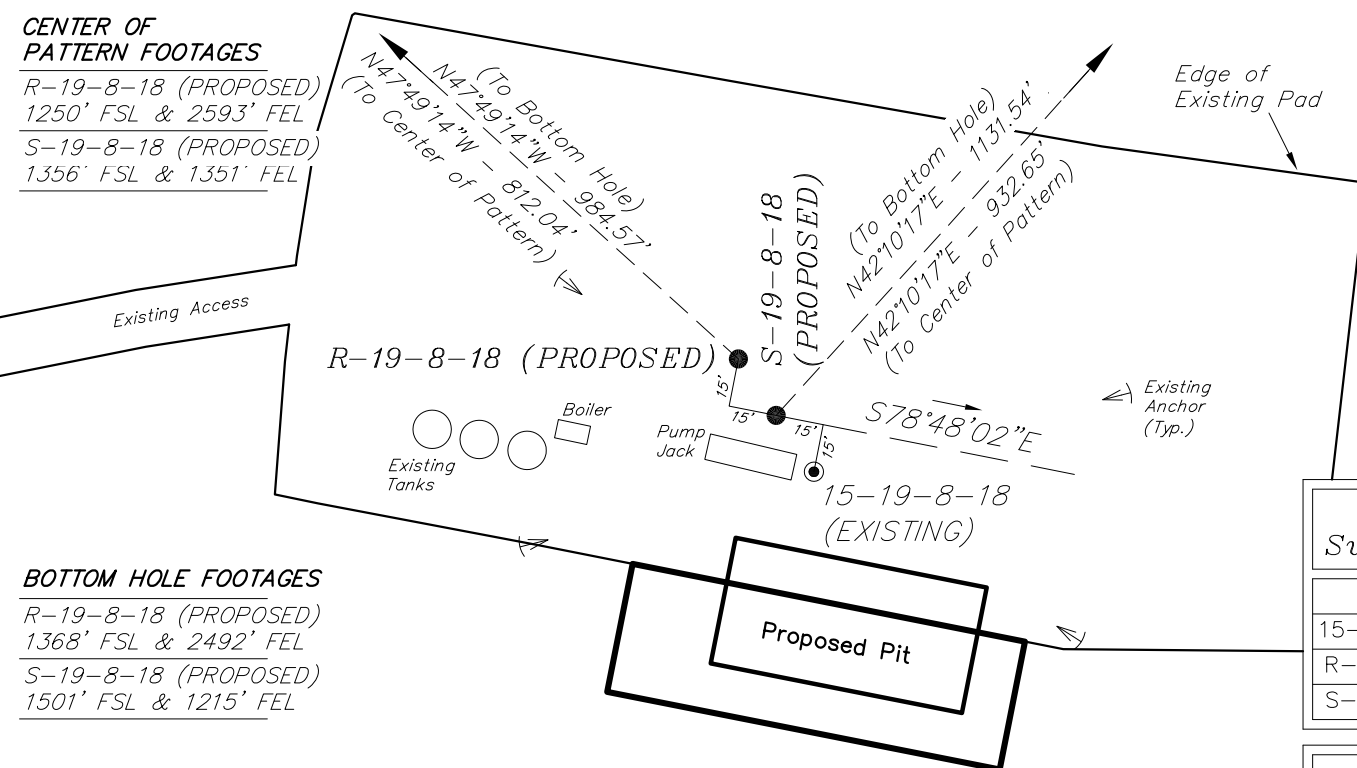 CENTER OF
PATTERN FOOTAGES
R-19-8-18 (PROPOSED)
1250' FSL & 2593' FEL
S-19-8-18 (PROPOSED)
1356' FSL & 1351' FEL
(To Bottom Hole)
N47°49'14"W - 984.57'
N47°49'14"W - 812.04'
(To Center of Pattern)
(To Bottom Hole)
N42°10'17"E - 1131.54'
N42°10'17"E - 932.65'
(To Center of Pattern)
Edge of
Existing Pad
Existing Access
S-19-8-18
(PROPOSED)
R-19-8-18 (PROPOSED)
15'
15'
15'
15'
S78°48'02"E
Existing
Anchor
(Typ.)
Boiler
Pump
Jack
Existing
Tanks
15-19-8-18
(EXISTING)
Proposed Pit
BOTTOM HOLE FOOTAGES
R-19-8-18 (PROPOSED)
1368' FSL & 2492' FEL
S-19-8-18 (PROPOSED)
1501' FSL & 1215' FEL
15-
R-
S-